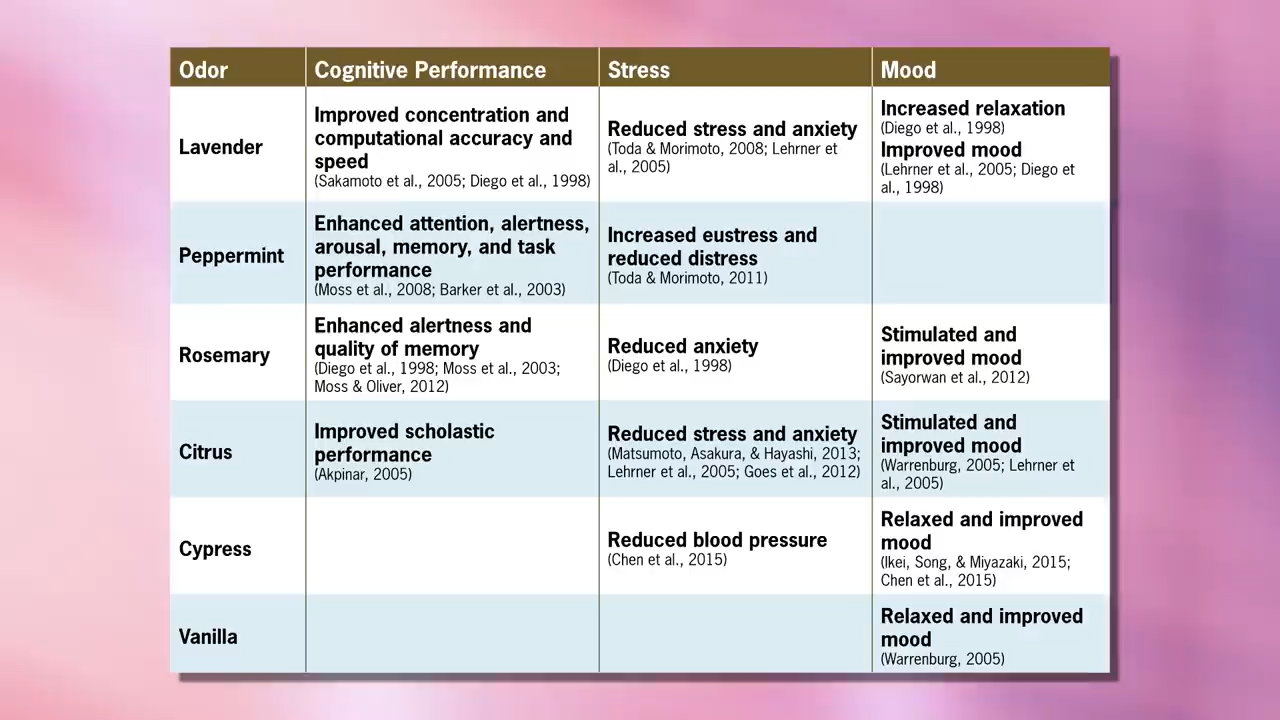 Odor
Cognitive Performance
Stress
Mood
Lavender
Improved concentration and
computational accuracy and
speed
(Sakamoto et al., 2005; Diego et al., 1998)
Reduced stress and anxiety
(Toda & Morimoto, 2008; Lehrner et
al., 2005)
Increased relaxation
(Diego et al., 1998)
Improved mood
(Lehrner et al., 2005; Diego et
al., 1998)
Peppermint
Enhanced attention, alertness,
arousal, memory, and task
performance
(Moss et al., 2008; Barker et al., 2003)
Increased eustress and
reduced distress
(Toda & Morimoto, 2011)
Rosemary
Enhanced alertness and
quality of memory
(Diego et al., 1998; Moss et al., 2003;
Moss & Oliver, 2012)
Reduced anxiety
(Diego et al., 1998)
Stimulated and
improved mood
(Sayorwan et al., 2012)
Citrus
Improved scholastic
performance
(Akpinar, 2005)
Reduced stress and anxiety
(Matsumoto, Asakura, & Hayashi, 2013;
Lehrner et al., 2005; Goes et al., 2012)
Stimulated and
improved mood
(Warrenburg, 2005; Lehrner et
al., 2005)
Cypress
Reduced blood pressure
(Chen et al., 2015)
Relaxed and improved
mood
(Ikei, Song, & Miyazaki, 2015;
Chen et al., 2015)
Vanilla
Relaxed and improved
mood
(Warrenburg, 2005)